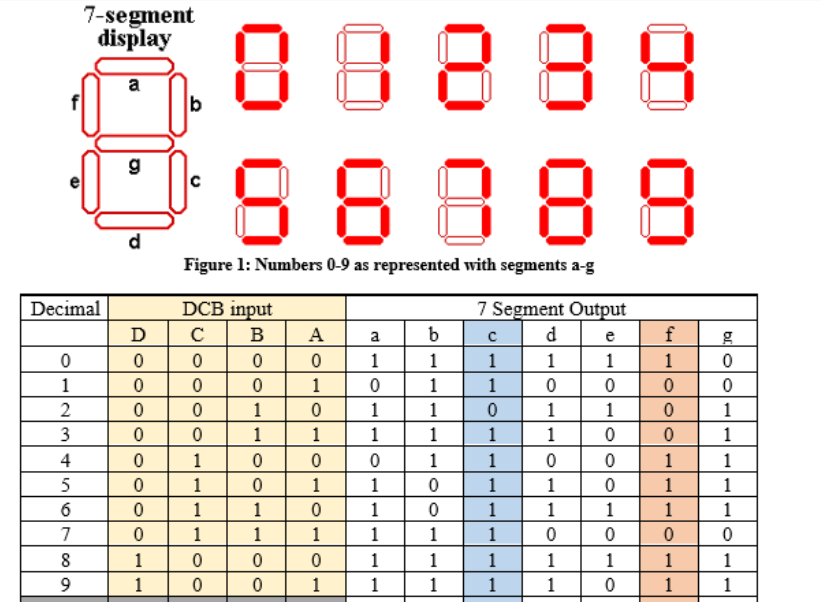 7-segment
display
a
f
b
g
e
c
d
Figure 1: Numbers 0-9 as represented with segments a-g
Decimal DCB input 7 Segment Output
D C B A a b c d e f g
0 0 0 0 0 1 1 1 1 1 1 0
1 0 0 0 1 0 1 1 0 0 0 0
2 0 0 1 0 1 1 0 1 1 0 1
3 0 0 1 1 1 1 1 1 0 0 1
4 0 1 0 0 0 1 1 0 0 1 1
5 0 1 0 1 1 0 1 1 0 1 1
6 0 1 1 0 1 0 1 1 1 1 1
7 0 1 1 1 1 1 1 0 0 0 0
8 1 0 0 0 1 1 1 1 1 1 1
9 1 0 0 1 1 1 1 1 0 1 1